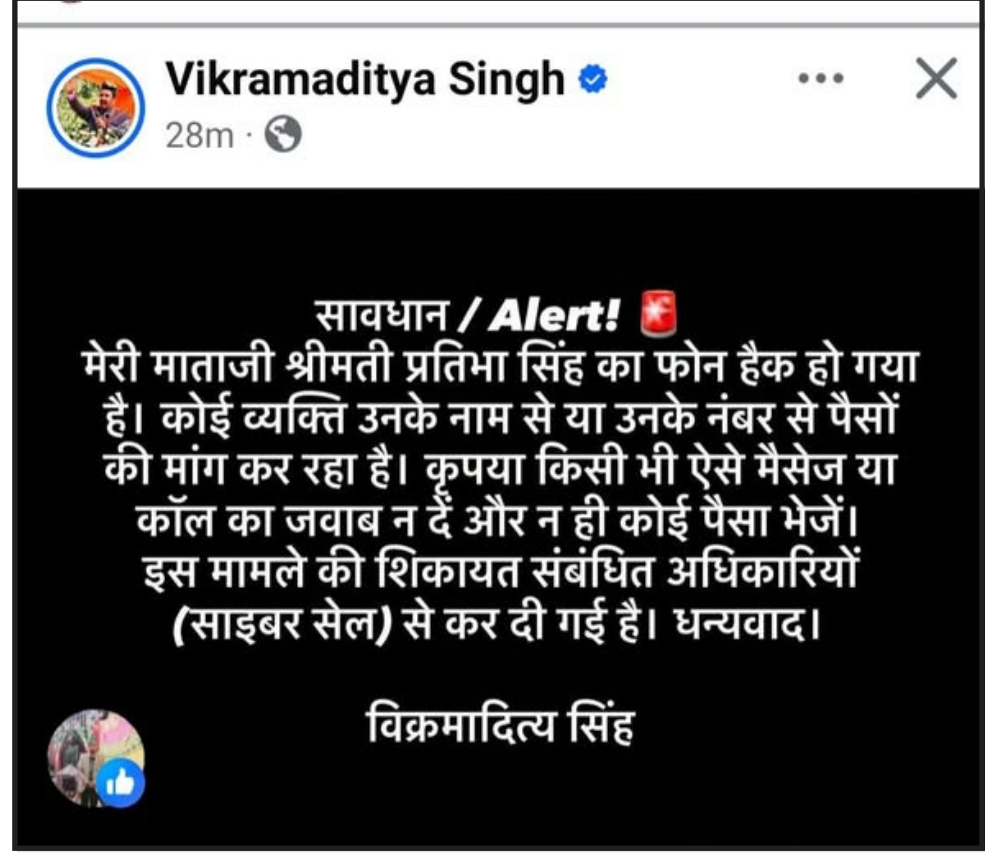 Vikramaditya Singh
28m ·
सावधान / Alert! 🚨
मेरी माताजी श्रीमती प्रतिभा सिंह का फोन हैक हो गया
है। कोई व्यक्ति उनके नाम से या उनके नंबर से पैसों
की मांग कर रहा है। कृपया किसी भी ऐसे मैसेज या
कॉल का जवाब न दें और न ही कोई पैसा भेजें।
इस मामले की शिकायत संबंधित अधिकारियों
(साइबर सेल) से कर दी गई है। धन्यवाद।
विक्रमादित्य सिंह